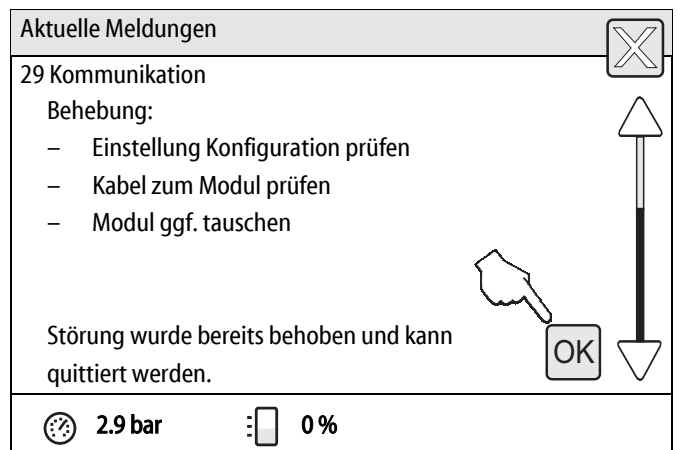 Aktuelle Meldungen
X
29 Kommunikation
Behebung:
– Einstellung Konfiguration prüfen
– Kabel zum Modul prüfen
– Modul ggf. tauschen
Störung wurde bereits behoben und kann
quittiert werden.
OK
2.9 bar 0 %